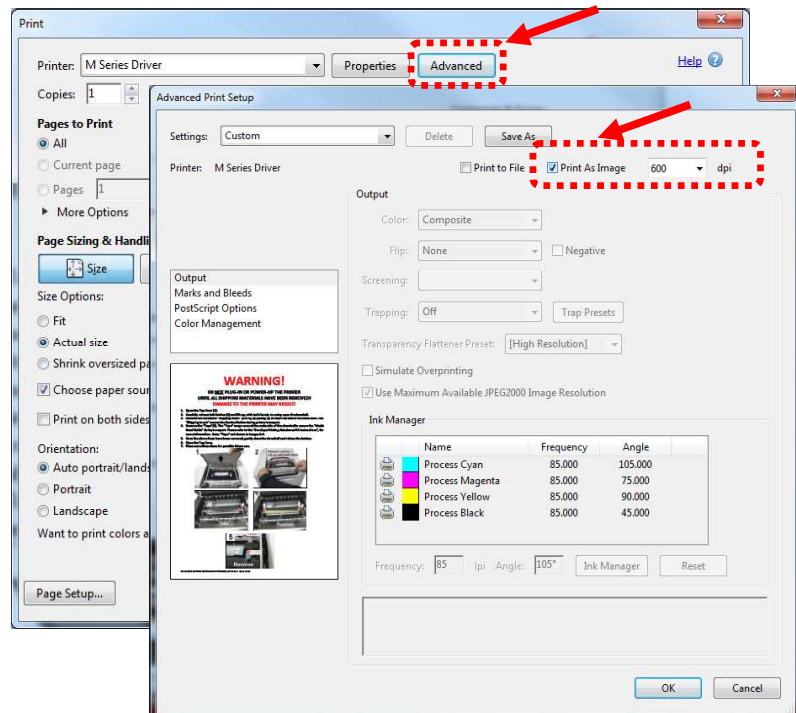 Print
Printer: M Series Driver Properties Advanced Help
Copies: 1
Pages to Print
All
Current page
Pages 1
More Options
Page Sizing & Handli
Size
Size Options:
Fit
Actual size
Shrink oversized pa
Choose paper sour
Print on both sides
Orientation:
Auto portrait/lands
Portrait
Landscape
Want to print colors a
Page Setup...
Advanced Print Setup
Settings: Custom Delete Save As
Printer: M Series Driver Print to File Print As Image 600 dpi
Output
Marks and Bleeds
PostScript Options
Color Management
WARNING!
DO NOT PLUG-IN OR POWER-UP THE PRINTER
UNTIL ALL SHIPPING MATERIALS HAVE BEEN REMOVED!
DAMAGE TO THE PRINTER MAY RESULT!
2
5
Remove
Output
Color: Composite
Flip: None Negative
Screening:
Trapping: Off Trap Presets
Transparency Flattener Preset: [High Resolution]
Simulate Overprinting
Use Maximum Available JPEG2000 Image Resolution
Ink Manager
Name Frequency Angle
Process Cyan 85.000 105.000
Process Magenta 85.000 75.000
Process Yellow 85.000 90.000
Process Black 85.000 45.000
Frequency: 85 lpi Angle: 105° Ink Manager Reset
OK Cancel